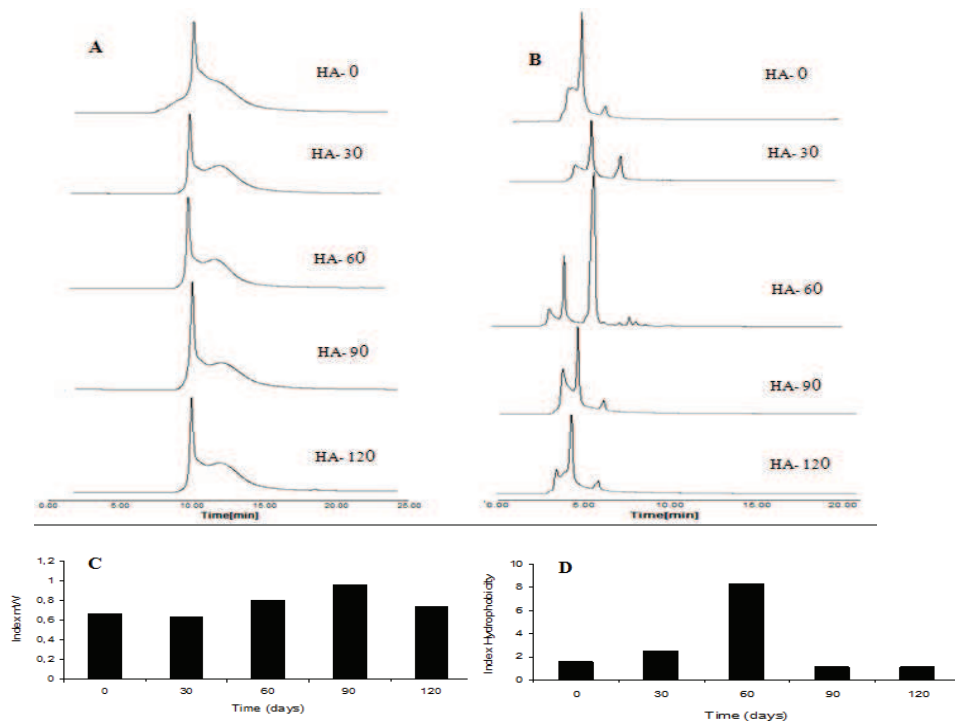 A
HA- 0
HA- 30
HA- 60
HA- 90
HA- 120
0.00 5.00 10.00 15.00 20.00 25.00
Time[min]
B
HA- 0
HA- 30
HA- 60
HA- 90
HA- 120
0.00 5.00 10.00 15.00 20.00
Time[min]
C
Index mW
1,2
1
0,8
0,6
0,4
0,2
0
0 30 60 90 120
Time (days)
D
Index Hydrophobicity
10
8
6
4
2
0
0 30 60 90 120
Time (days)